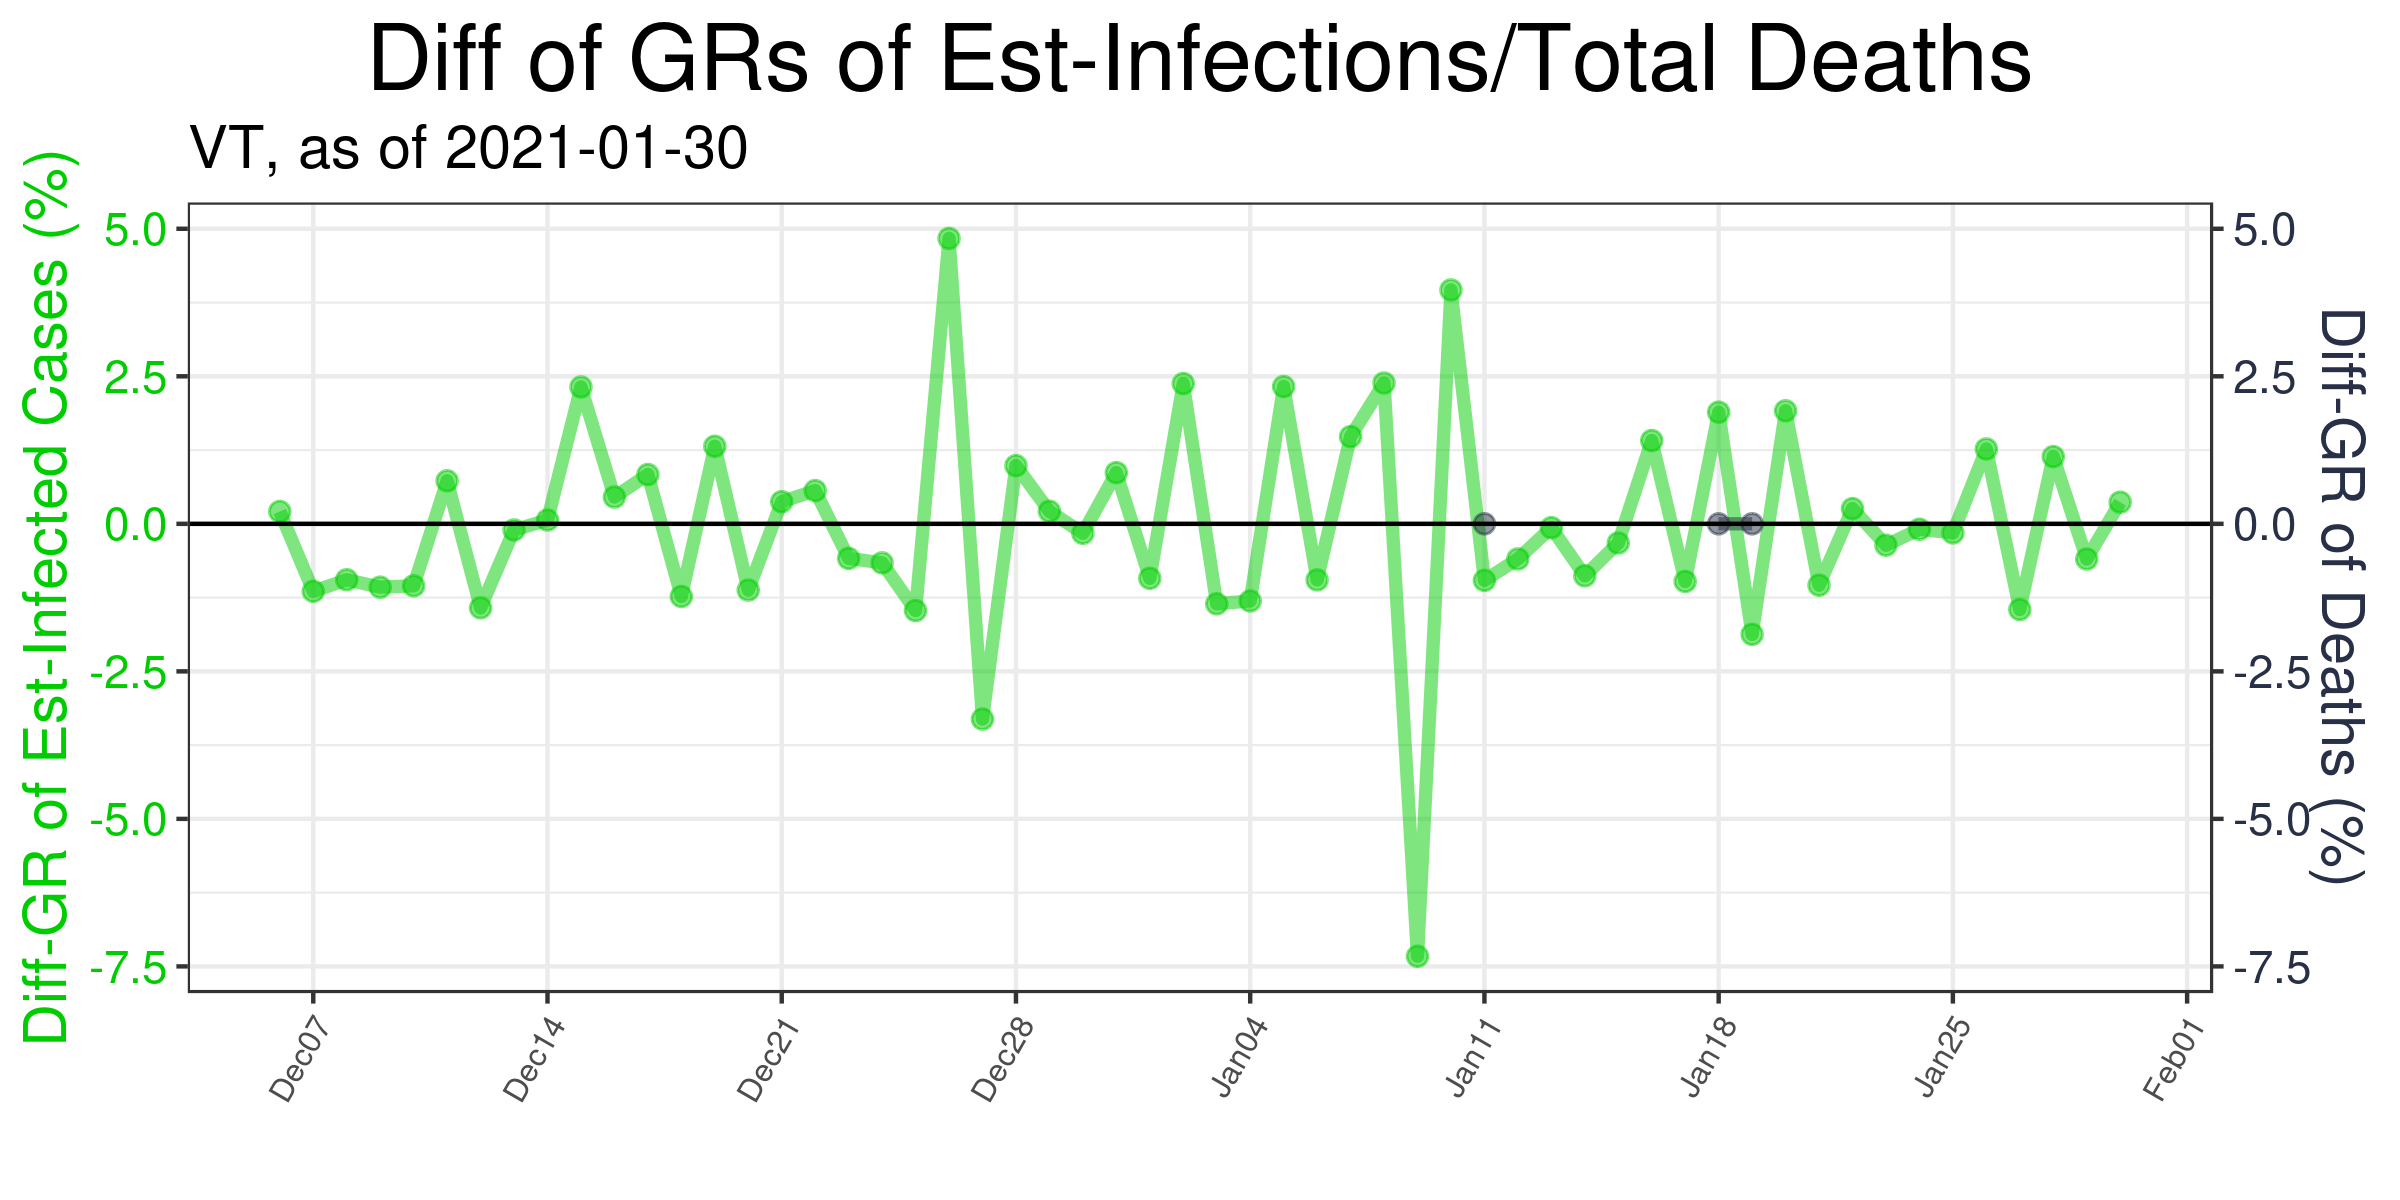 Diff of GRs of Est-Infections/Total Deaths
VT, as of 2021-01-30
Diff-GR of Est-Infected Cases (%)
5.0
2.5
0.0
-2.5
-5.0
-7.5
5.0
2.5
0.0
-2.5
-5.0
-7.5
Diff-GR of Deaths (%)
Dec07
Dec14
Dec21
Dec28
Jan04
Jan11
Jan18
Jan25
Feb01